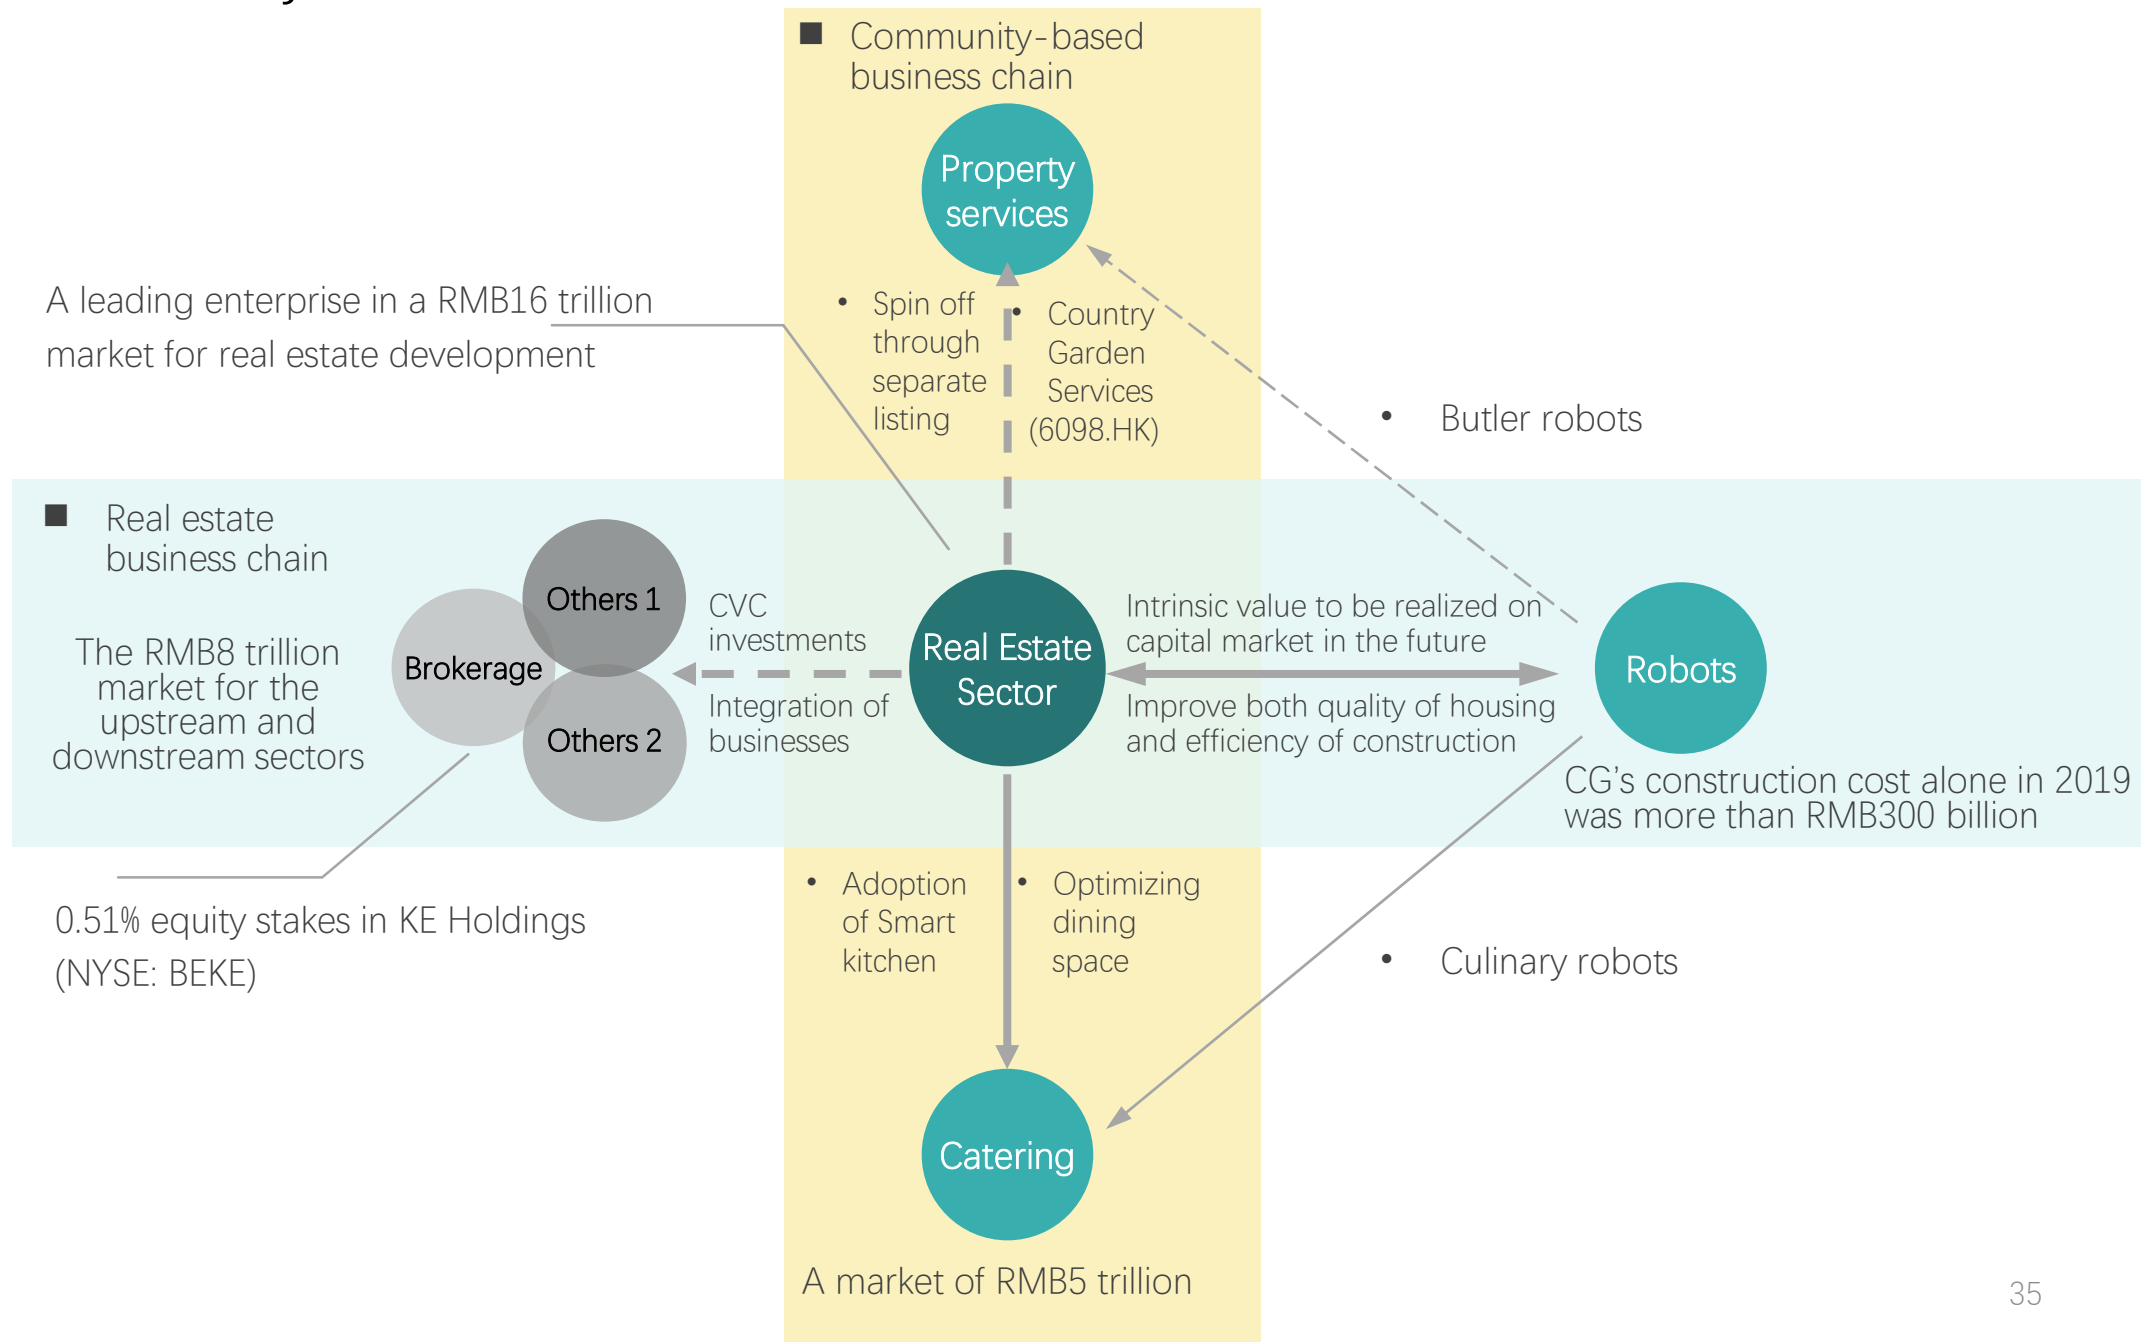 Community-based
business chain
Property
services
A leading enterprise in a RMB16 trillion
market for real estate development
Spin off
through
separate
listing
Country
Garden
Services
(6098.HK)
Butler robots
Real estate
business chain
The RMB8 trillion
market for the
upstream and
downstream sectors
Others 1
Brokerage
Others 2
CVC
investments
Integration of
businesses
Real Estate
Sector
Intrinsic value to be realized on
capital market in the future
Improve both quality of housing
and efficiency of construction
Robots
CG’s construction cost alone in 2019
was more than RMB300 billion
0.51% equity stakes in KE Holdings
(NYSE: BEKE)
Adoption
of Smart
kitchen
Optimizing
dining
space
Culinary robots
Catering
A market of RMB5 trillion
35